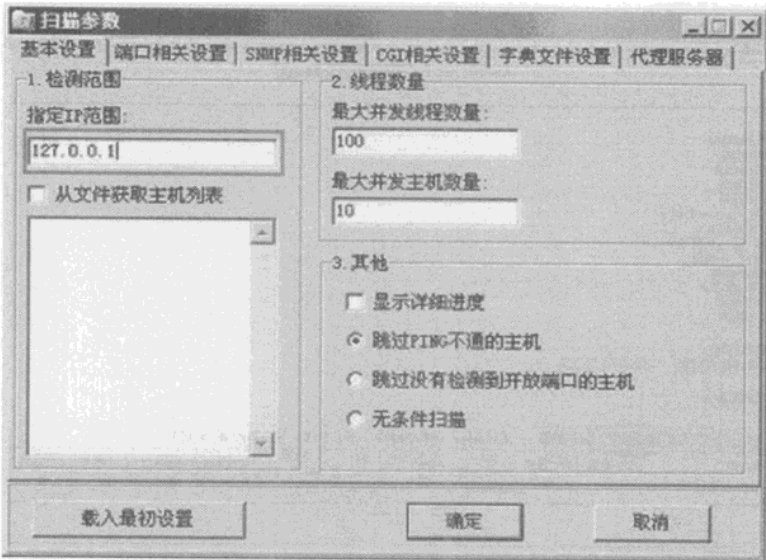 扫描参数
基本设置 端口相关设置 SNMP相关设置 CGI相关设置 字典文件设置 代理服务器
1.检测范围
指定IP范围:
127.0.0.1
从文件获取主机列表
2.线程数量
最大并发线程数量:
100
最大并发主机数量:
10
3.其他
显示详细进度
跳过PING不通的主机
跳过没有检测到开放端口的主机
无条件扫描
载入最初设置 确定 取消